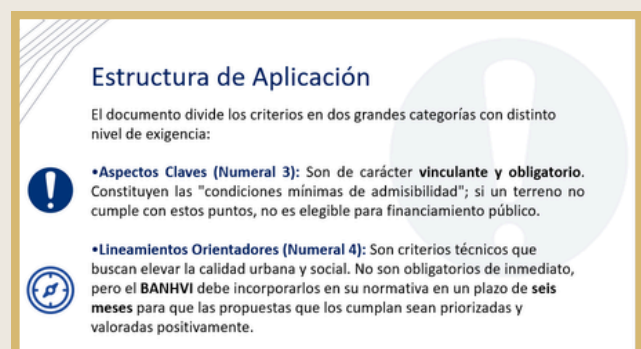 Estructura de Aplicación
El documento divide los criterios en dos grandes categorías con distinto
nivel de exigencia:
•Aspectos Claves (Numeral 3): Son de carácter vinculante y obligatorio.
Constituyen las "condiciones mínimas de admisibilidad"; si un terreno no
cumple con estos puntos, no es elegible para financiamiento público.
•Lineamientos Orientadores (Numeral 4): Son criterios técnicos que
buscan elevar la calidad urbana y social. No son obligatorios de inmediato,
pero el BANHVI debe incorporarlos en su normativa en un plazo de seis
meses para que las propuestas que los cumplan sean priorizadas y
valoradas positivamente.